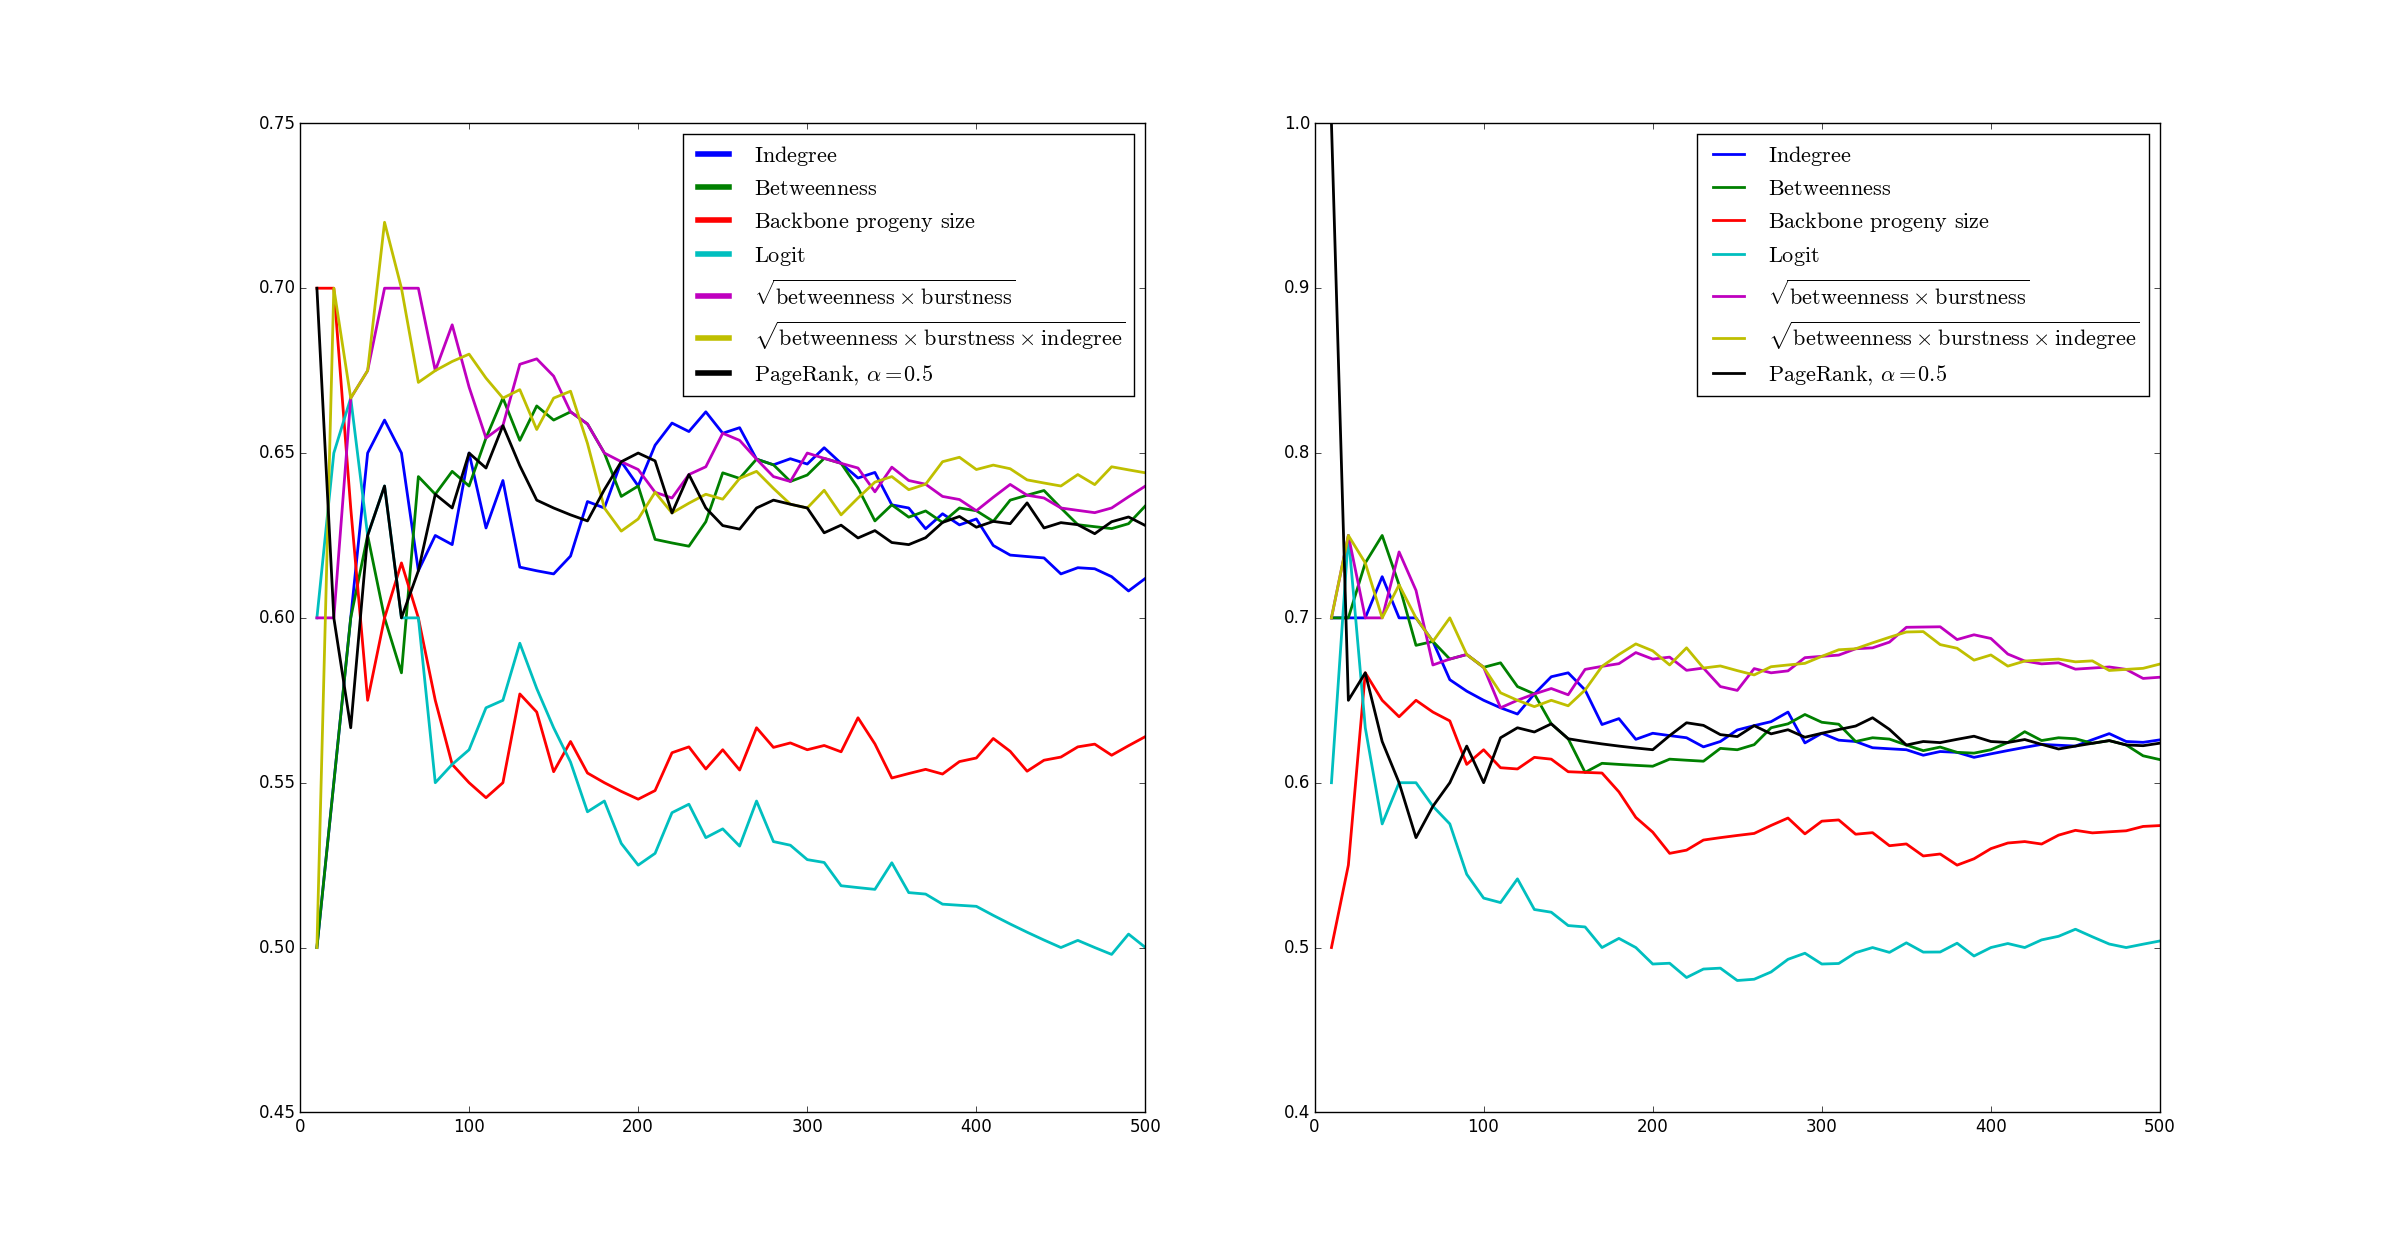 0.75
0.70
0.65
0.60
0.55
0.50
0.45
0 100 200 300 400 500
Indegree
Betweenness
Backbone progeny size
Logit
√betweenness × burstness
√betweenness × burstness × indegree
PageRank, α = 0.5
1.0
0.9
0.8
0.7
0.6
0.5
0.4
0 100 200 300 400 500
Indegree
Betweenness
Backbone progeny size
Logit
√betweenness × burstness
√betweenness × burstness × indegree
PageRank, α = 0.5